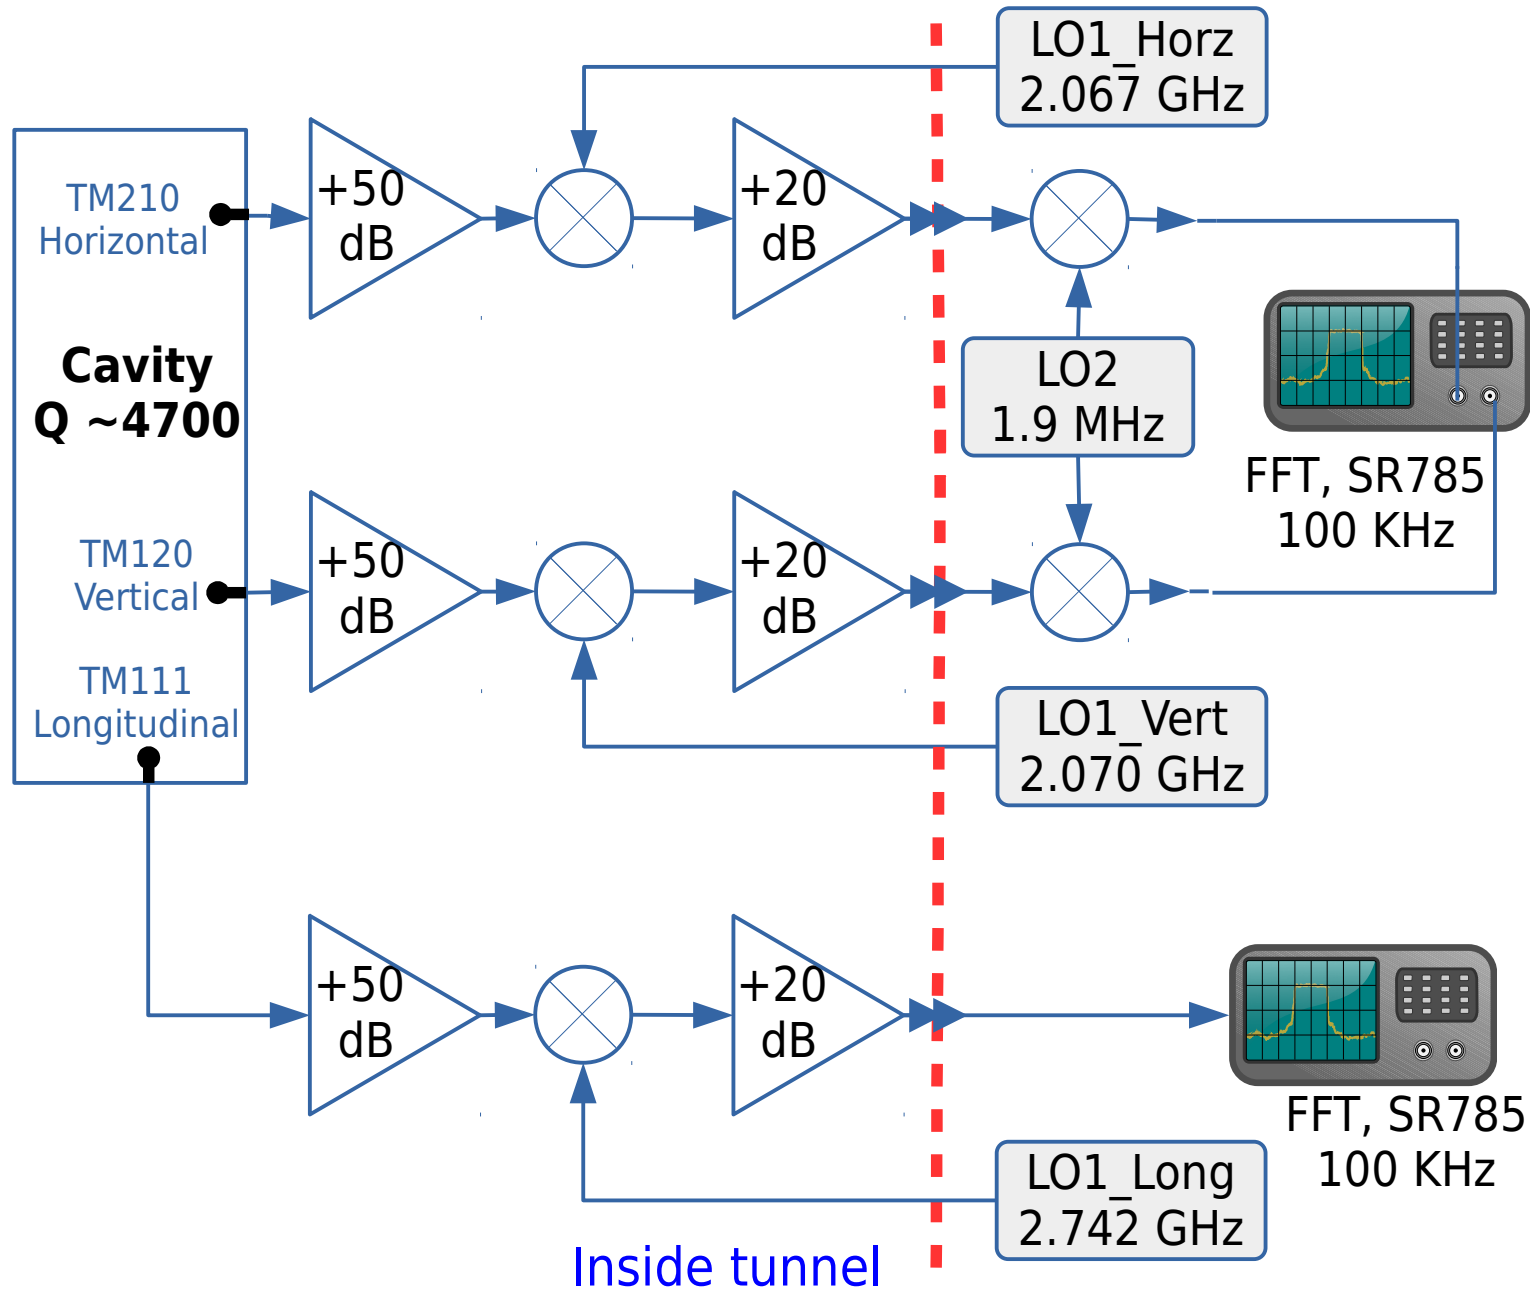 LO1_Horz
2.067 GHz
TM210
Horizontal
+50
dB
+20
dB
Cavity
Q ~4700
LO2
1.9 MHz
FFT, SR785
100 KHz
TM120
Vertical
+50
dB
+20
dB
TM111
Longitudinal
LO1_Vert
2.070 GHz
+50
dB
+20
dB
FFT, SR785
100 KHz
LO1_Long
2.742 GHz
Inside tunnel